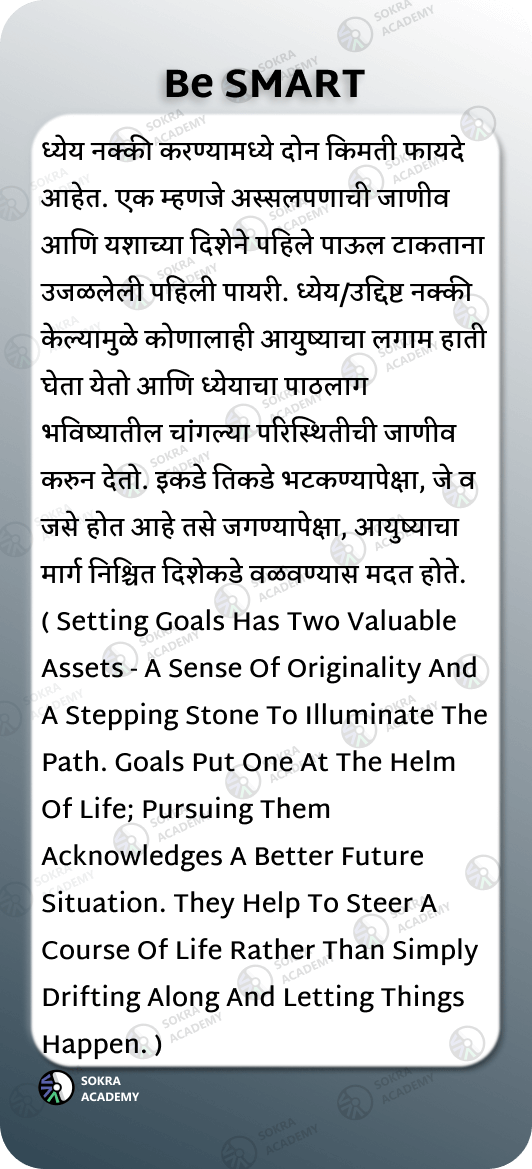 Be SMART
ध्येय नक्की करण्यामध्ये दोन किमती फायदे
आहेत. एक म्हणजे अस्सलपणाची जाणीव
आणि यशाच्या दिशेने पहिले पाऊल टाकताना
उजळलेली पहिली पायरी. ध्येय/उद्दिष्ट नक्की
केल्यामुळे कोणालाही आयुष्याचा लगाम हाती
घेता येतो आणि ध्येयाचा पाठलाग
भविष्यातील चांगल्या परिस्थितीची जाणीव
करुन देतो. इकडे तिकडे भटकण्यापेक्षा, जे व
जसे होत आहे तसे जगण्यापेक्षा, आयुष्याचा
मार्ग निश्चित दिशेकडे वळवण्यास मदत होते.
( Setting Goals Has Two Valuable
Assets - A Sense Of Originality And
A Stepping Stone To Illuminate The
Path. Goals Put One At The Helm
Of Life; Pursuing Them
Acknowledges A Better Future
Situation. They Help To Steer A
Course Of Life Rather Than Simply
Drifting Along And Letting Things
Happen. )
SOKRA
ACADEMY